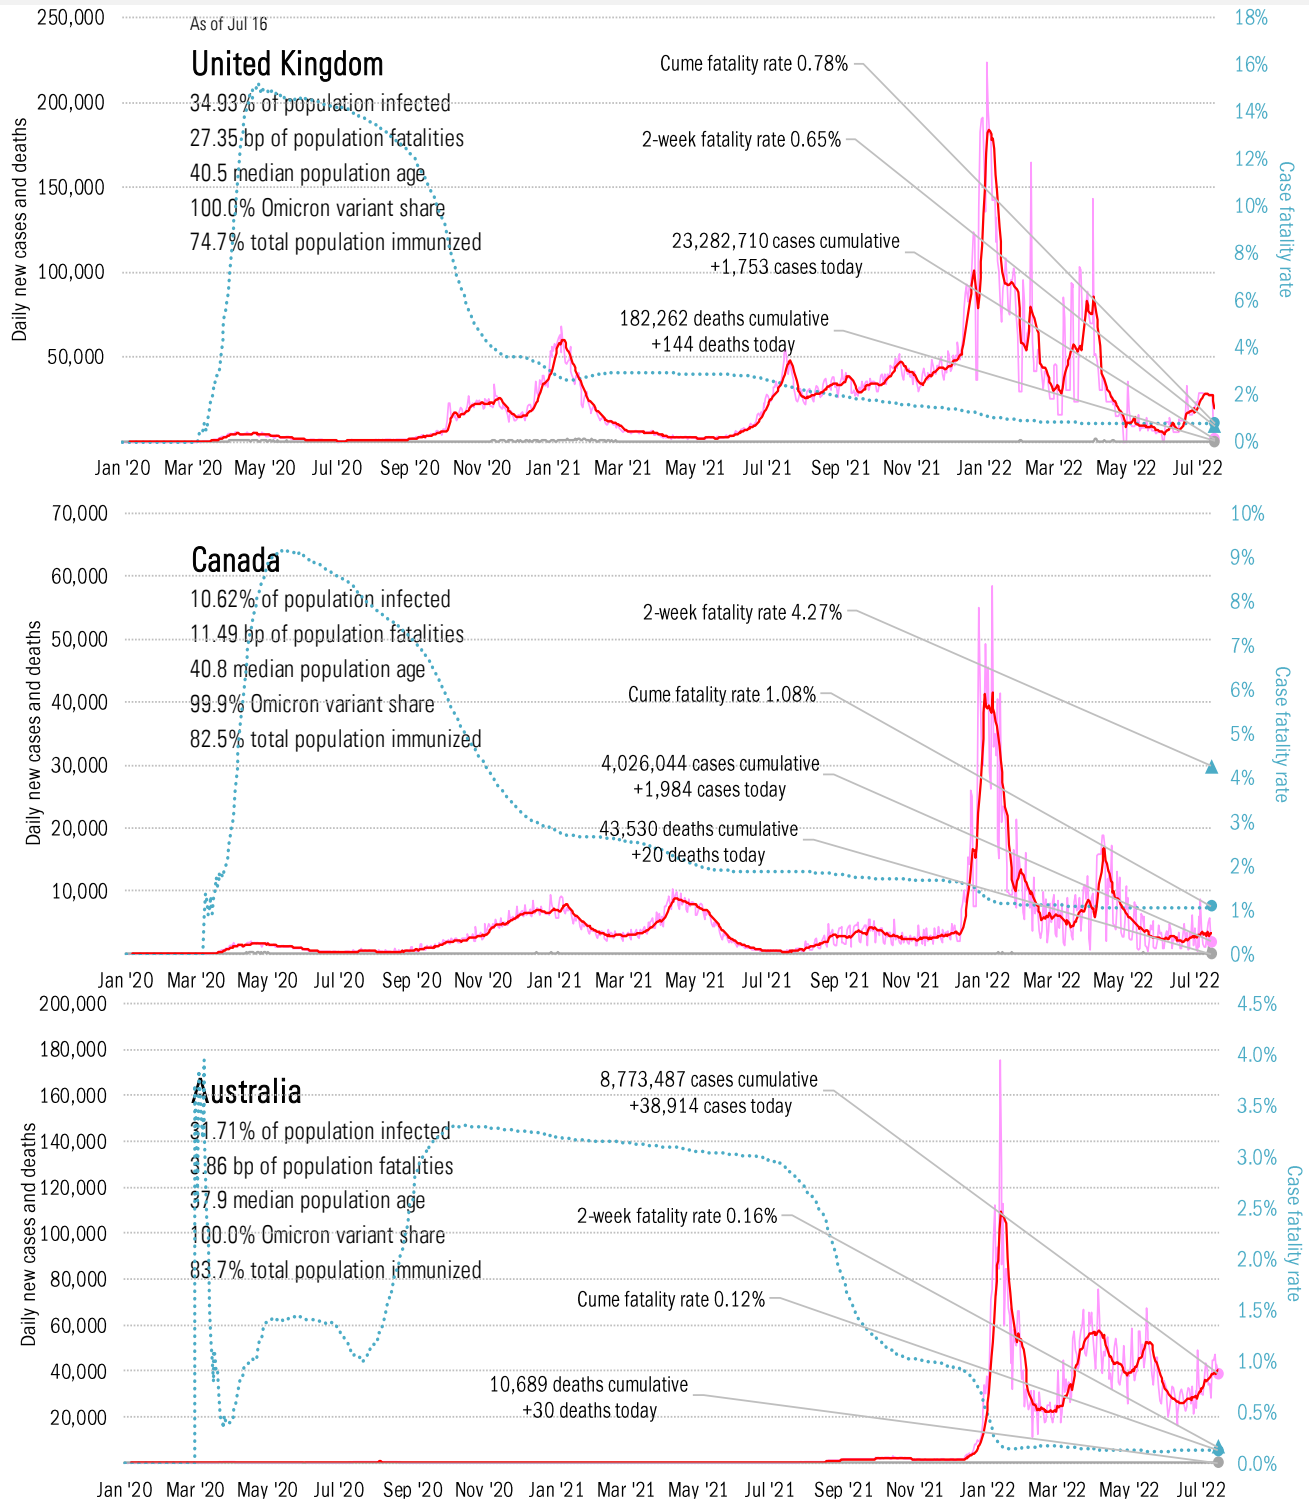 250,000
As of Jul 16
18%
United Kingdom
Cume fatality rate 0.78%
16%
34.93% of population infected
200,000
14%
27.35 bp of population fatalities
2-week fatality rate 0.65%
12%
40.5 median population age
150,000
100.0% Omicron variant share
10%
74.7% total population immunized
23,282,710 cases cumulative
+1,753 cases today
8%
100,000
6%
182,262 deaths cumulative
+144 deaths today
4%
50,000
2%
0%
Daily new cases and deaths
Case fatality rate
Jan '20 Mar '20 May '20 Jul '20 Sep '20 Nov '20 Jan '21 Mar '21 May '21 Jul '21 Sep '21 Nov '21 Jan '22 Mar '22 May '22 Jul '22
70,000
10%
Canada
9%
60,000
10.62% of population infected
8%
2-week fatality rate 4.27%
11.49 bp of population fatalities
50,000
7%
40.8 median population age
6%
Cume fatality rate 1.08%
99.9% Omicron variant share
40,000
5%
82.5% total population immunized
30,000
4,026,044 cases cumulative
+1,984 cases today
4%
20,000
3%
43,530 deaths cumulative
+20 deaths today
2%
10,000
1%
0%
Daily new cases and deaths
Case fatality rate
Jan '20 Mar '20 May '20 Jul '20 Sep '20 Nov '20 Jan '21 Mar '21 May '21 Jul '21 Sep '21 Nov '21 Jan '22 Mar '22 May '22 Jul '22
200,000
4.5%
180,000
4.0%
Australia
8,773,487 cases cumulative
+38,914 cases today
160,000
3.5%
31.71% of population infected
140,000
3.86 bp of population fatalities
3.0%
120,000
37.9 median population age
2-week fatality rate 0.16%
2.5%
100.0% Omicron variant share
100,000
2.0%
83.7% total population immunized
80,000
Cume fatality rate 0.12%
1.5%
60,000
1.0%
40,000
10,689 deaths cumulative
+30 deaths today
0.5%
20,000
0.0%
Daily new cases and deaths
Case fatality rate
Jan '20 Mar '20 May '20 Jul '20 Sep '20 Nov '20 Jan '21 Mar '21 May '21 Jul '21 Sep '21 Nov '21 Jan '22 Mar '22 May '22 Jul '22